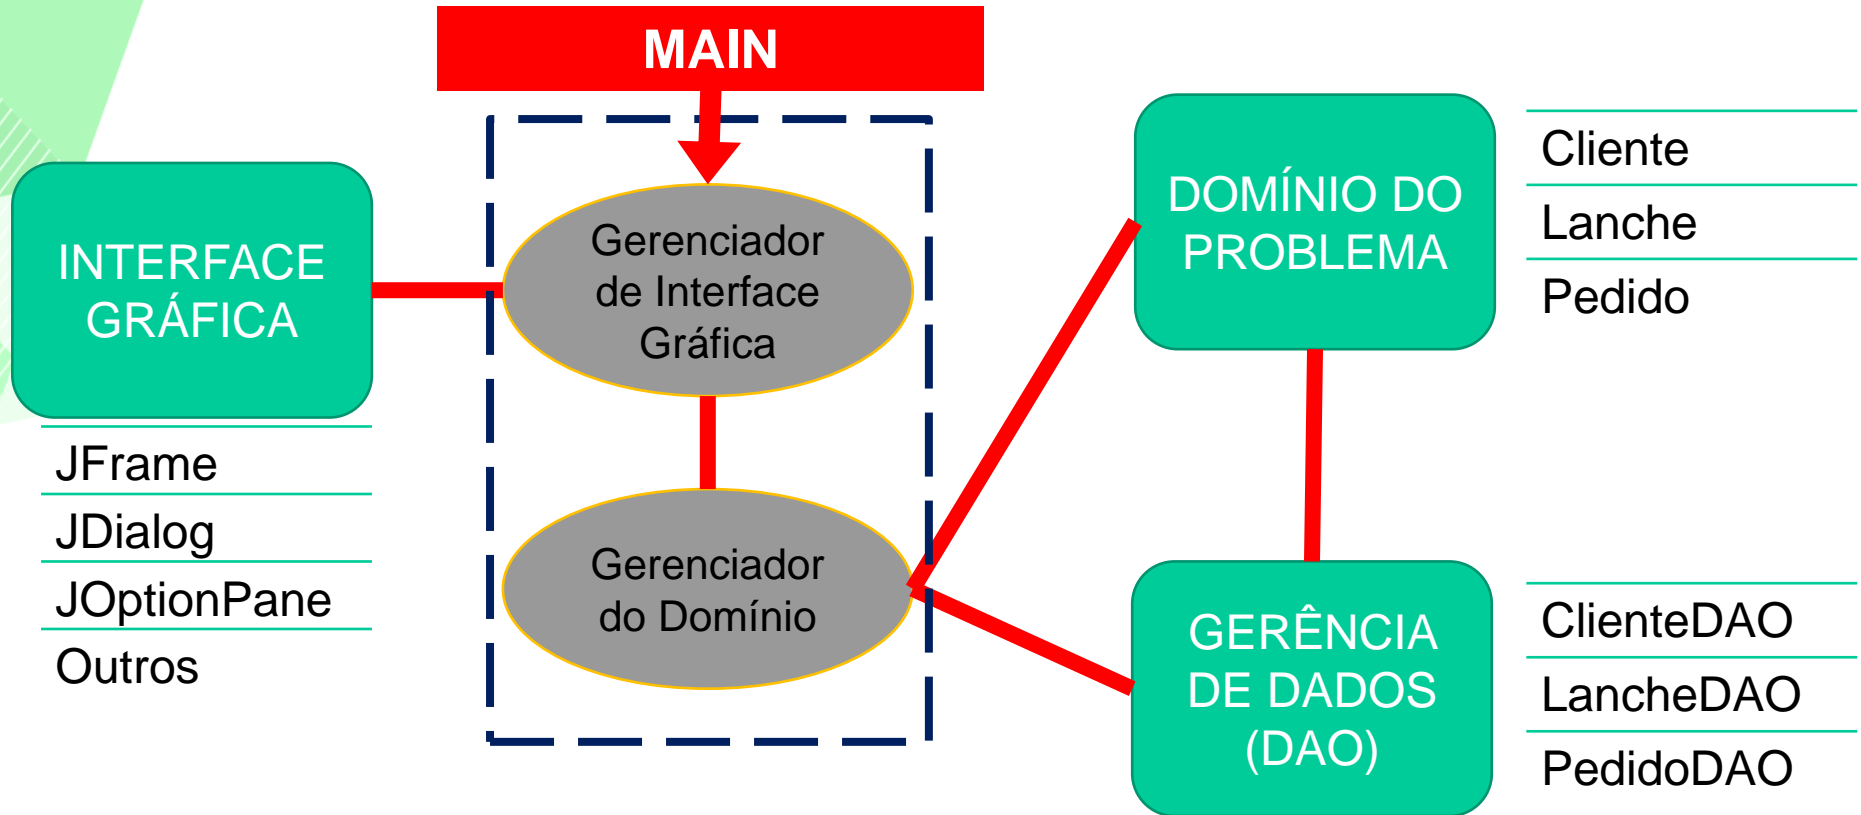 MAIN
INTERFACE
GRÁFICA
JFrame
JDialog
JOptionPane
Outros
Gerenciador
de Interface
Gráfica
Gerenciador
do Domínio
DOMÍNIO DO
PROBLEMA
Cliente
Lanche
Pedido
GERÊNCIA
DE DADOS
(DAO)
ClienteDAO
LancheDAO
PedidoDAO